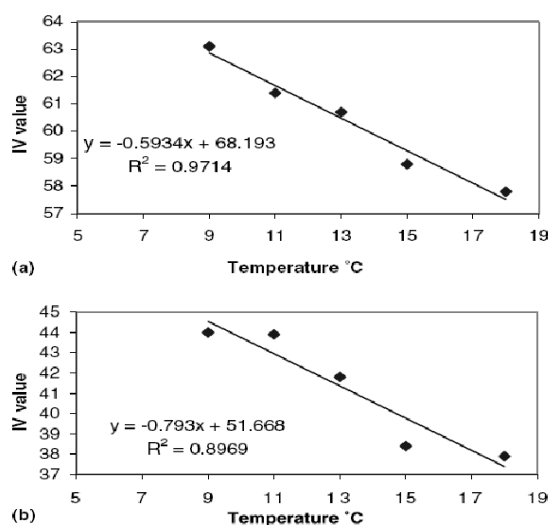 64
63
62
61
60
59
58
57
IV value
y = -0.5934x + 68.193
R² = 0.9714
5 7 9 11 13 15 17 19
(a) Temperature °C
45
44
43
42
41
40
39
38
37
IV value
y = -0.793x + 51.668
R² = 0.8969
5 7 9 11 13 15 17 19
(b) Temperature °C